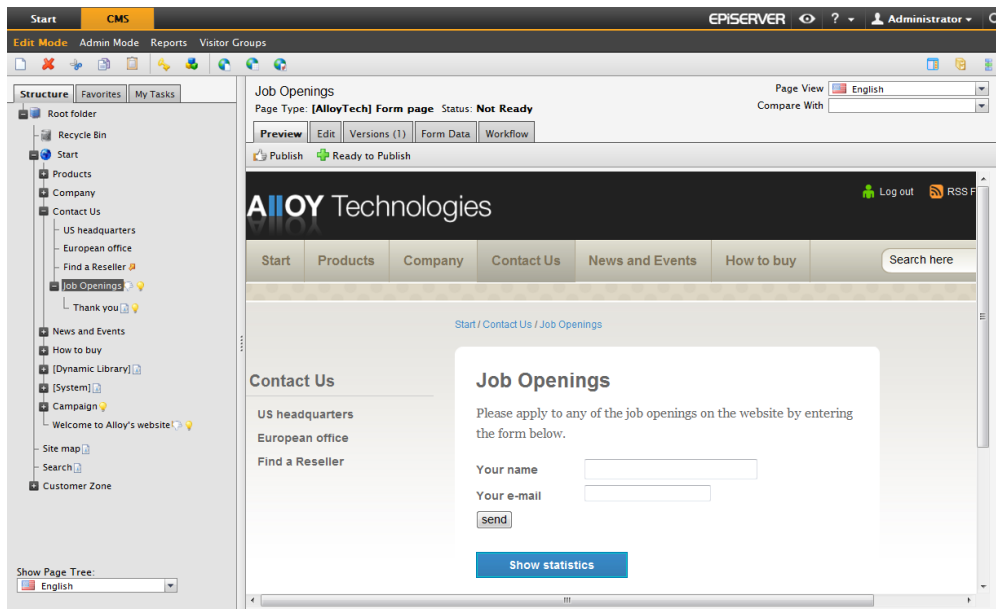 Start CMS EPiSERVER ? Administrator
Edit Mode Admin Mode Reports Visitor Groups
Structure Favorites My Tasks
Root folder
Recycle Bin
Start
Products
Company
Contact Us
US headquarters
European office
Find a Reseller
Job Openings
Thank you
News and Events
How to buy
[Dynamic Library]
[System]
Campaign
Welcome to Alloy's website
Site map
Search
Customer Zone
Show Page Tree:
English
Job Openings
Page Type: [AlloyTech] Form page Status: Not Ready
Page View English
Compare With
Preview Edit Versions (1) Form Data Workflow
Publish Ready to Publish
ALLOY Technologies
Log out RSS F
Start Products Company Contact Us News and Events How to buy Search here
Start / Contact Us / Job Openings
Contact Us
US headquarters
European office
Find a Reseller
Job Openings
Please apply to any of the job openings on the website by entering
the form below.
Your name
Your e-mail
send
Show statistics